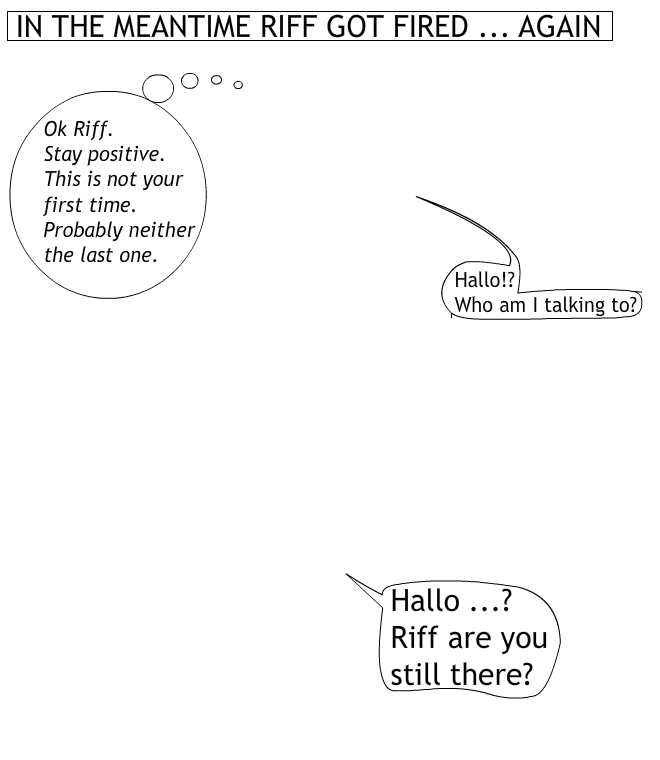 IN THE MEANTIME RIFF GOT FIRED ... AGAIN
Ok Riff.
Stay positive.
This is not your
first time.
Probably neither
the last one.
Hallo!?
Who am I talking to?
Hallo ...?
Riff are you
still there?